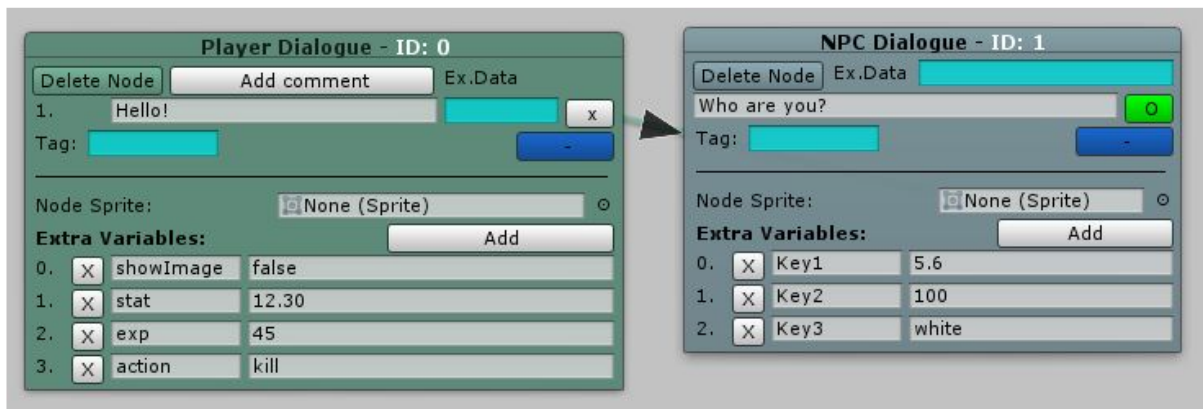 Player Dialogue - ID: 0
Delete Node Add comment Ex.Data
1. Hello! x
Tag: -
Node Sprite: None (Sprite)
Extra Variables: Add
0. X showImage false
1. X stat 12.30
2. X exp 45
3. X action kill
NPC Dialogue - ID: 1
Delete Node Ex.Data
Who are you? O
Tag: -
Node Sprite: None (Sprite)
Extra Variables: Add
0. X Key1 5.6
1. X Key2 100
2. X Key3 white